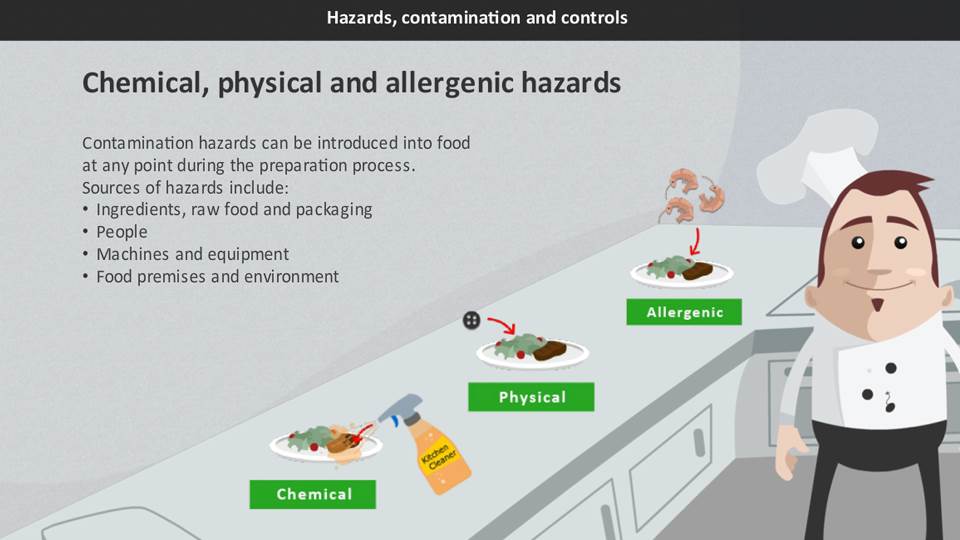 Hazards, contamination and controls
Chemical, physical and allergenic hazards
Contamination hazards can be introduced into food
at any point during the preparation process.
Sources of hazards include:
• Ingredients, raw food and packaging
• People
• Machines and equipment
• Food premises and environment
Allergenic
Physical
Kitchen
Cleaner
Chemical